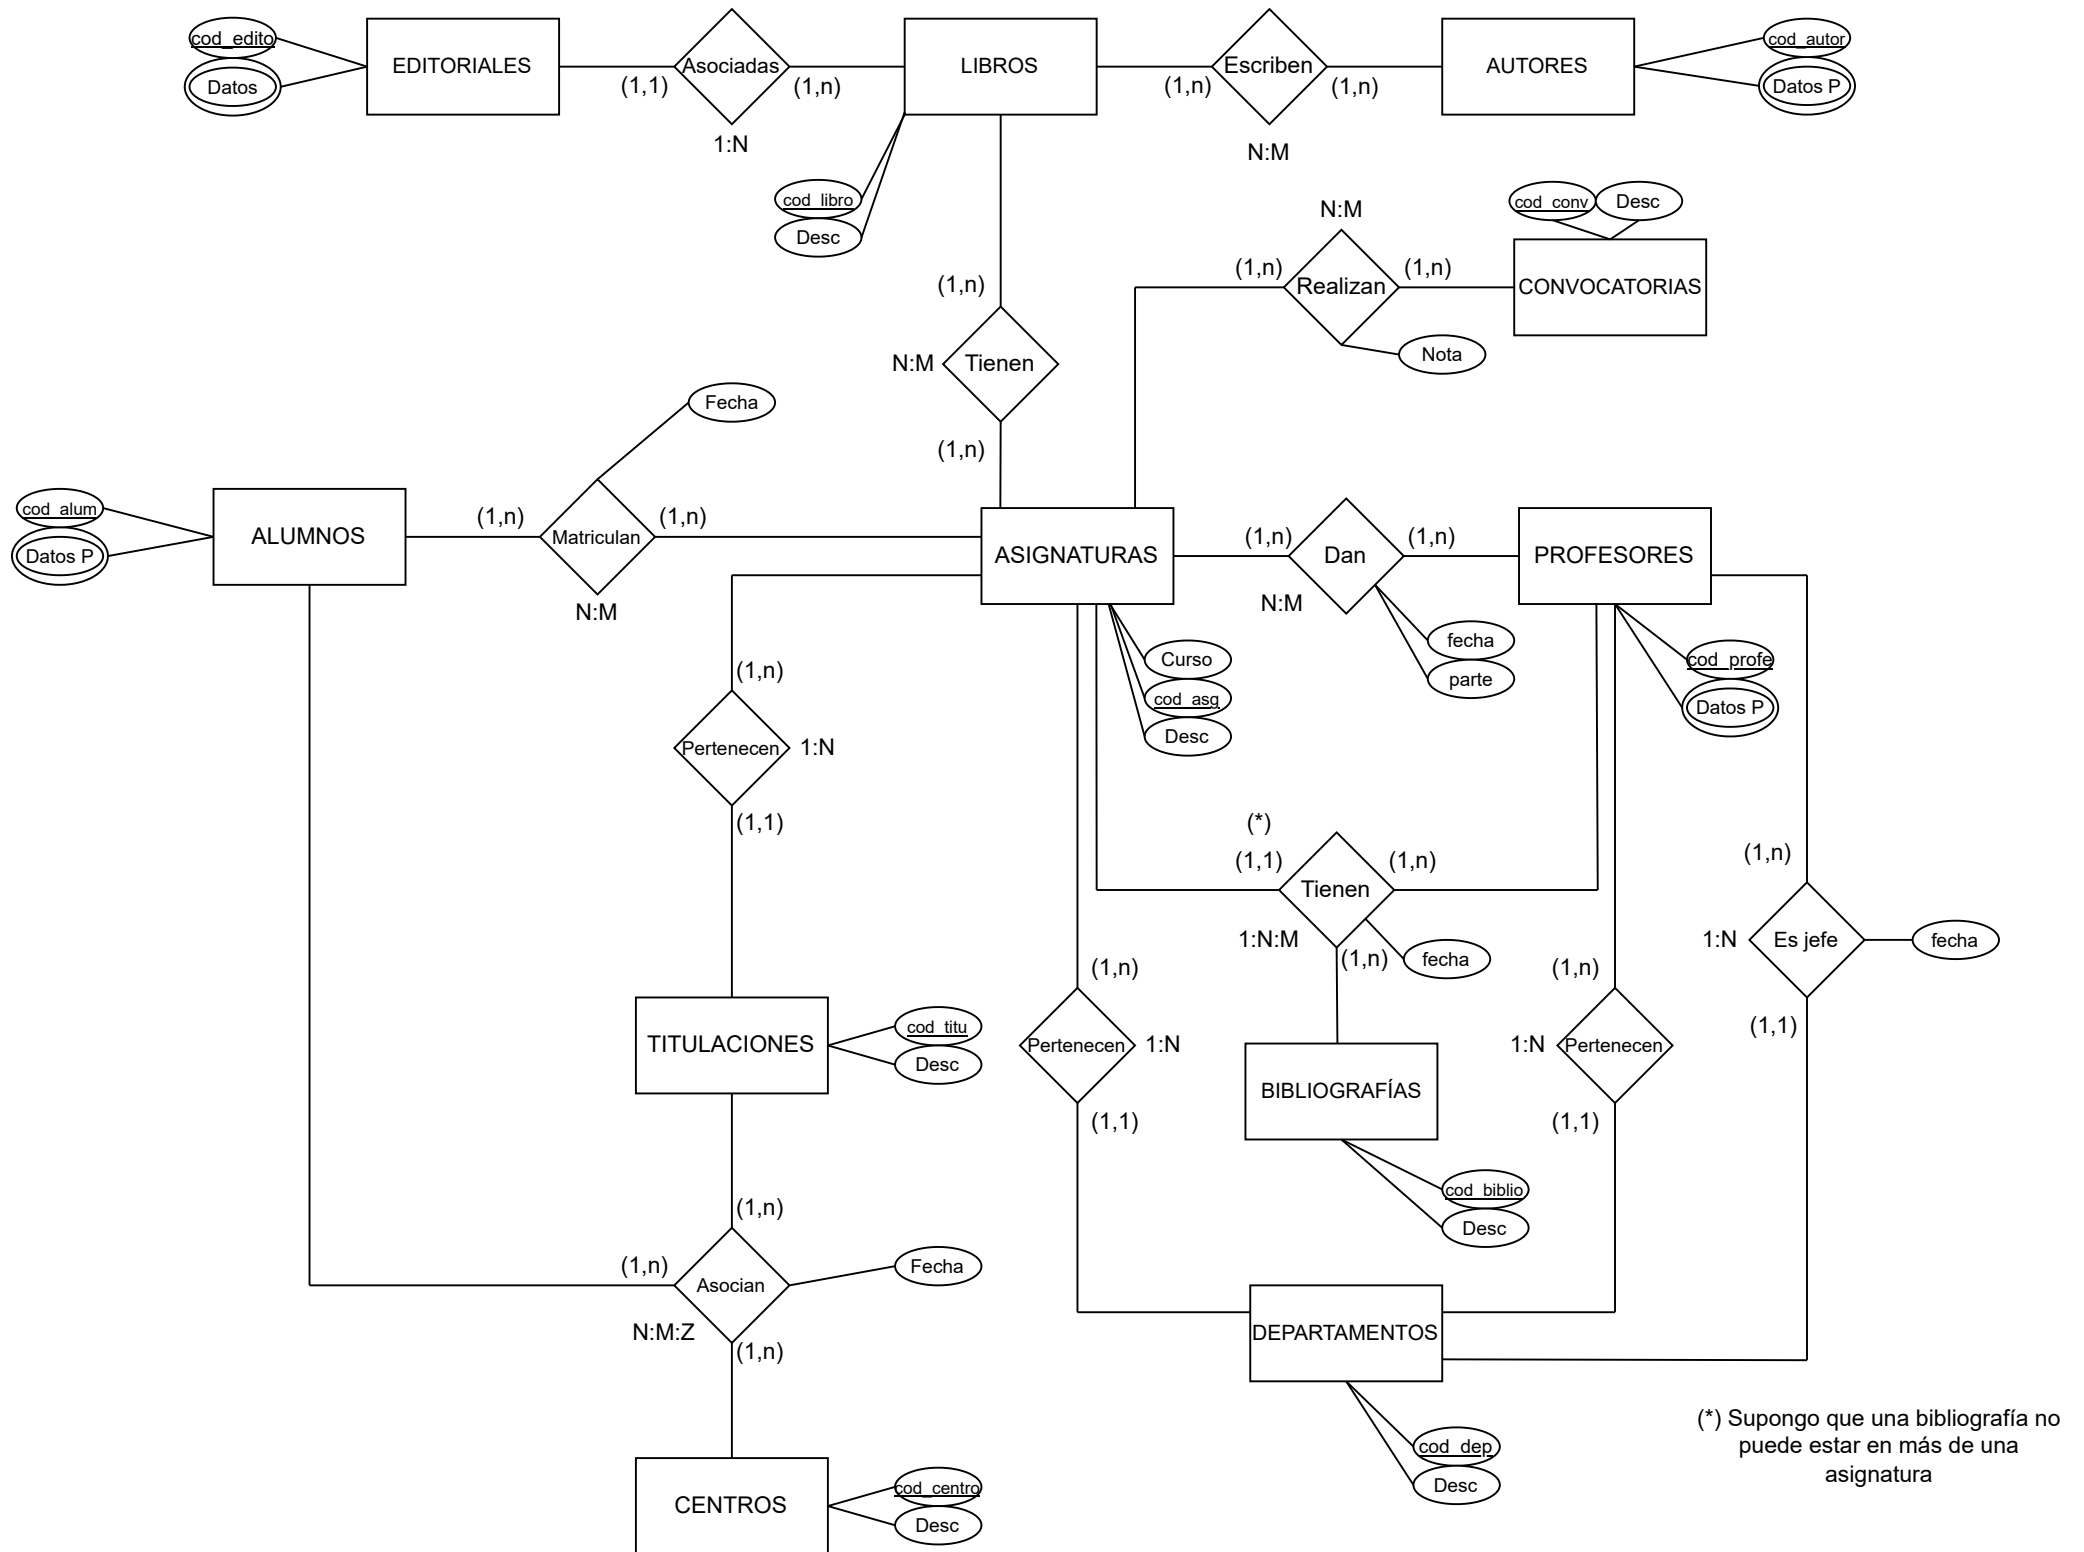 cod_edito
Datos
EDITORIALES
(1,1)
Asociadas
(1,n)
1:N
LIBROS
(1,n)
Escriben
(1,n)
N:M
AUTORES
cod_autor
Datos P
cod_libro
Desc
N:M
cod_conv
Desc
(1,n)
Realizan
(1,n)
CONVOCATORIAS
Nota
(1,n)
N:M
Tienen
(1,n)
Fecha
cod_alum
Datos P
ALUMNOS
(1,n)
Matriculan
(1,n)
N:M
ASIGNATURAS
(1,n)
Dan
(1,n)
N:M
PROFESORES
fecha
parte
Curso
cod_asg
Desc
cod_profe
Datos P
(1,n)
Pertenecen
1:N
(1,1)
(*)
(1,1)
Tienen
(1,n)
1:N:M
(1,n)
fecha
(1,n)
1:N
Es jefe
fecha
(1,1)
(1,n)
Pertenecen
1:N
(1,1)
(1,n)
1:N
Pertenecen
(1,1)
TITULACIONES
cod_titu
Desc
BIBLIOGRAFÍAS
cod_biblio
Desc
(1,n)
(1,n)
Asocian
Fecha
N:M:Z
(1,n)
DEPARTAMENTOS
cod_dep
Desc
CENTROS
cod_centro
Desc
(*) Supongo que una bibliografía no
puede estar en más de una
asignatura